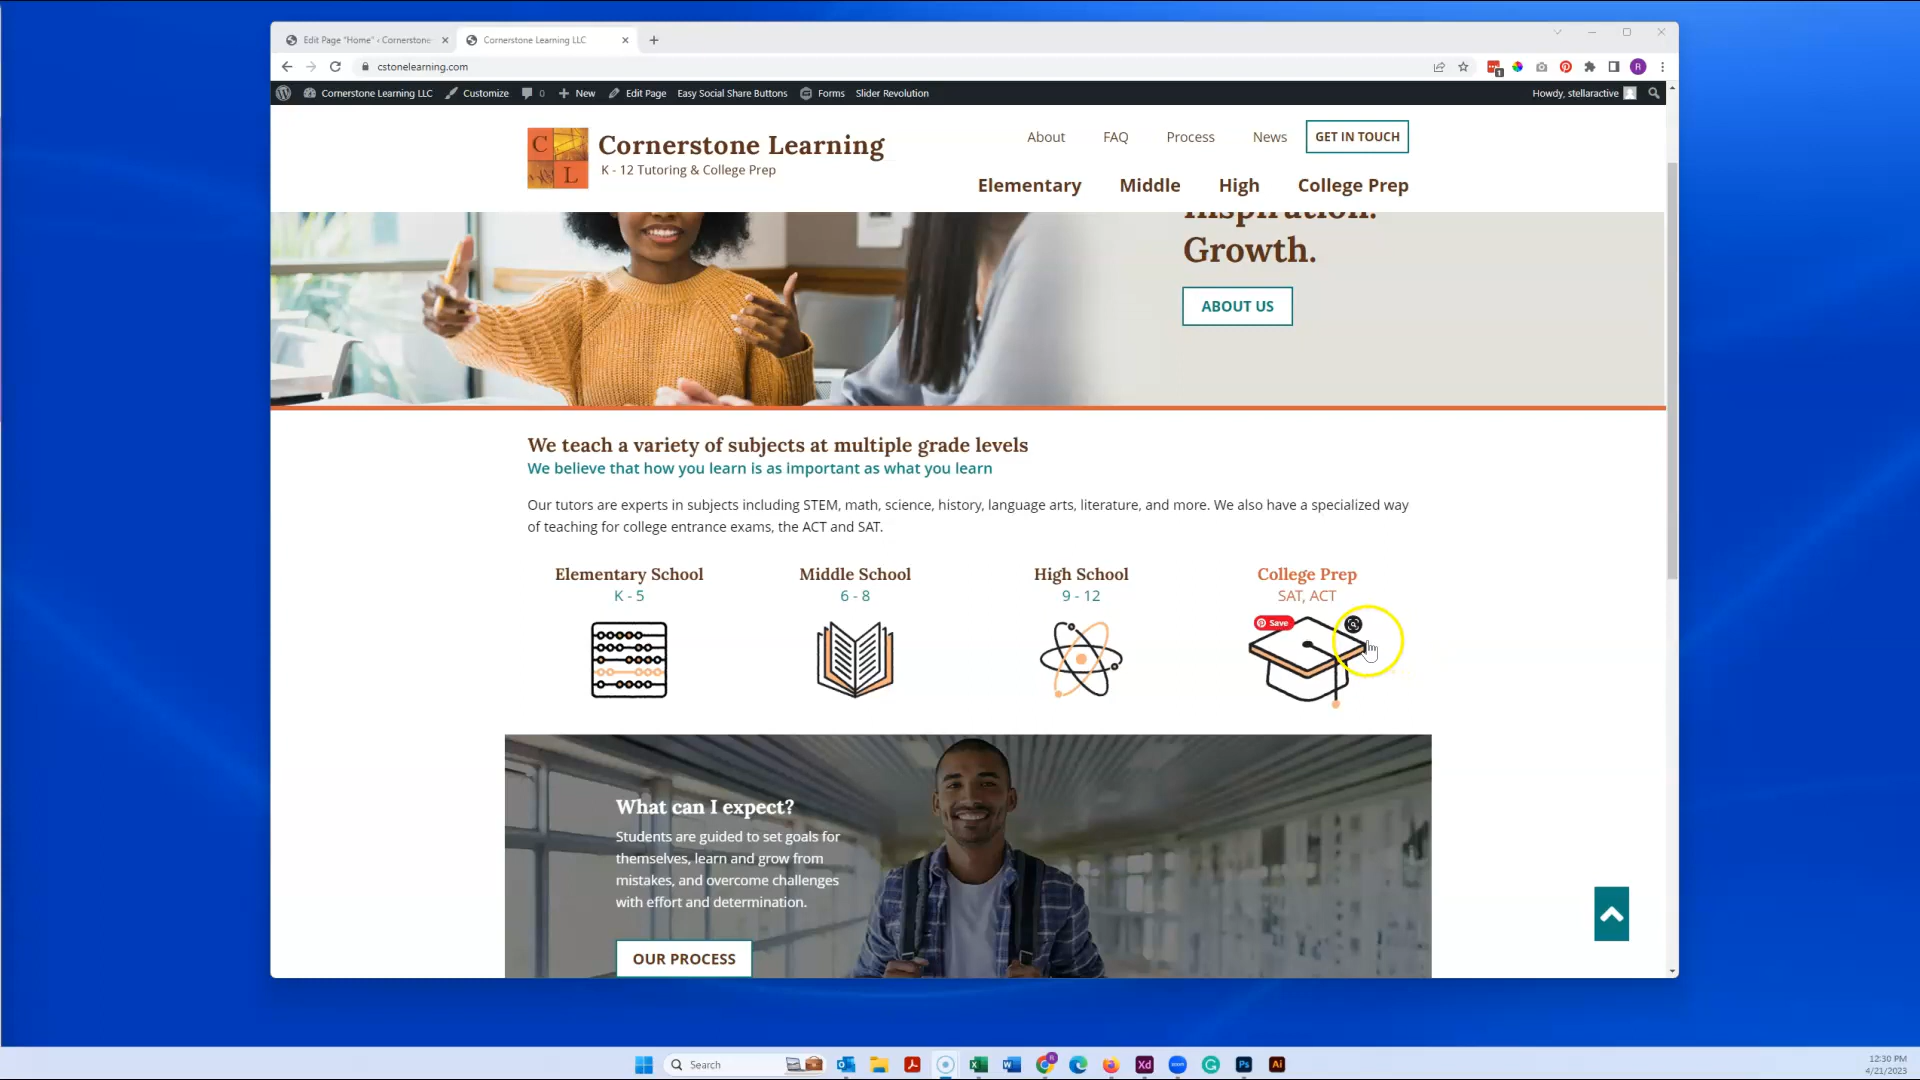 Edit Page "Home" ‹ Cornerstone
Cornerstone Learning LLC
cstonelearning.com
1
R
Cornerstone Learning LLC
Customize
0
New
Edit Page
Easy Social Share Buttons
Forms
Slider Revolution
Howdy, stellaractive
C
L
Cornerstone Learning
K - 12 Tutoring & College Prep
About
FAQ
Process
News
GET IN TOUCH
Elementary
Middle
High
College Prep
Inspiration.
Growth.
ABOUT US
We teach a variety of subjects at multiple grade levels
We believe that how you learn is as important as what you learn
Our tutors are experts in subjects including STEM, math, science, history, language arts, literature, and more. We also have a specialized way
of teaching for college entrance exams, the ACT and SAT.
Elementary School
K - 5
Middle School
6 - 8
High School
9 - 12
College Prep
SAT, ACT
Save
What can I expect?
Students are guided to set goals for
themselves, learn and grow from
mistakes, and overcome challenges
with effort and determination.
OUR PROCESS
Search
Xd
Ps
Ai
12:30 PM
4/21/2023